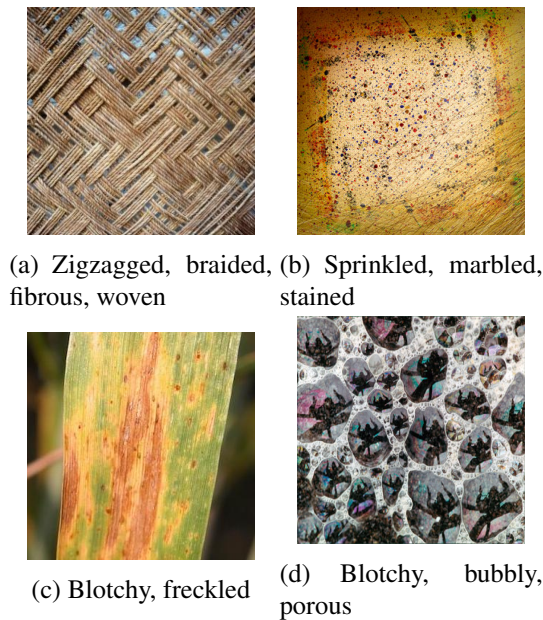 (a) Zigzagged, braided,
fibrous, woven
(b) Sprinkled, marbled,
stained
(c) Blotchy, freckled
(d) Blotchy, bubbly,
porous